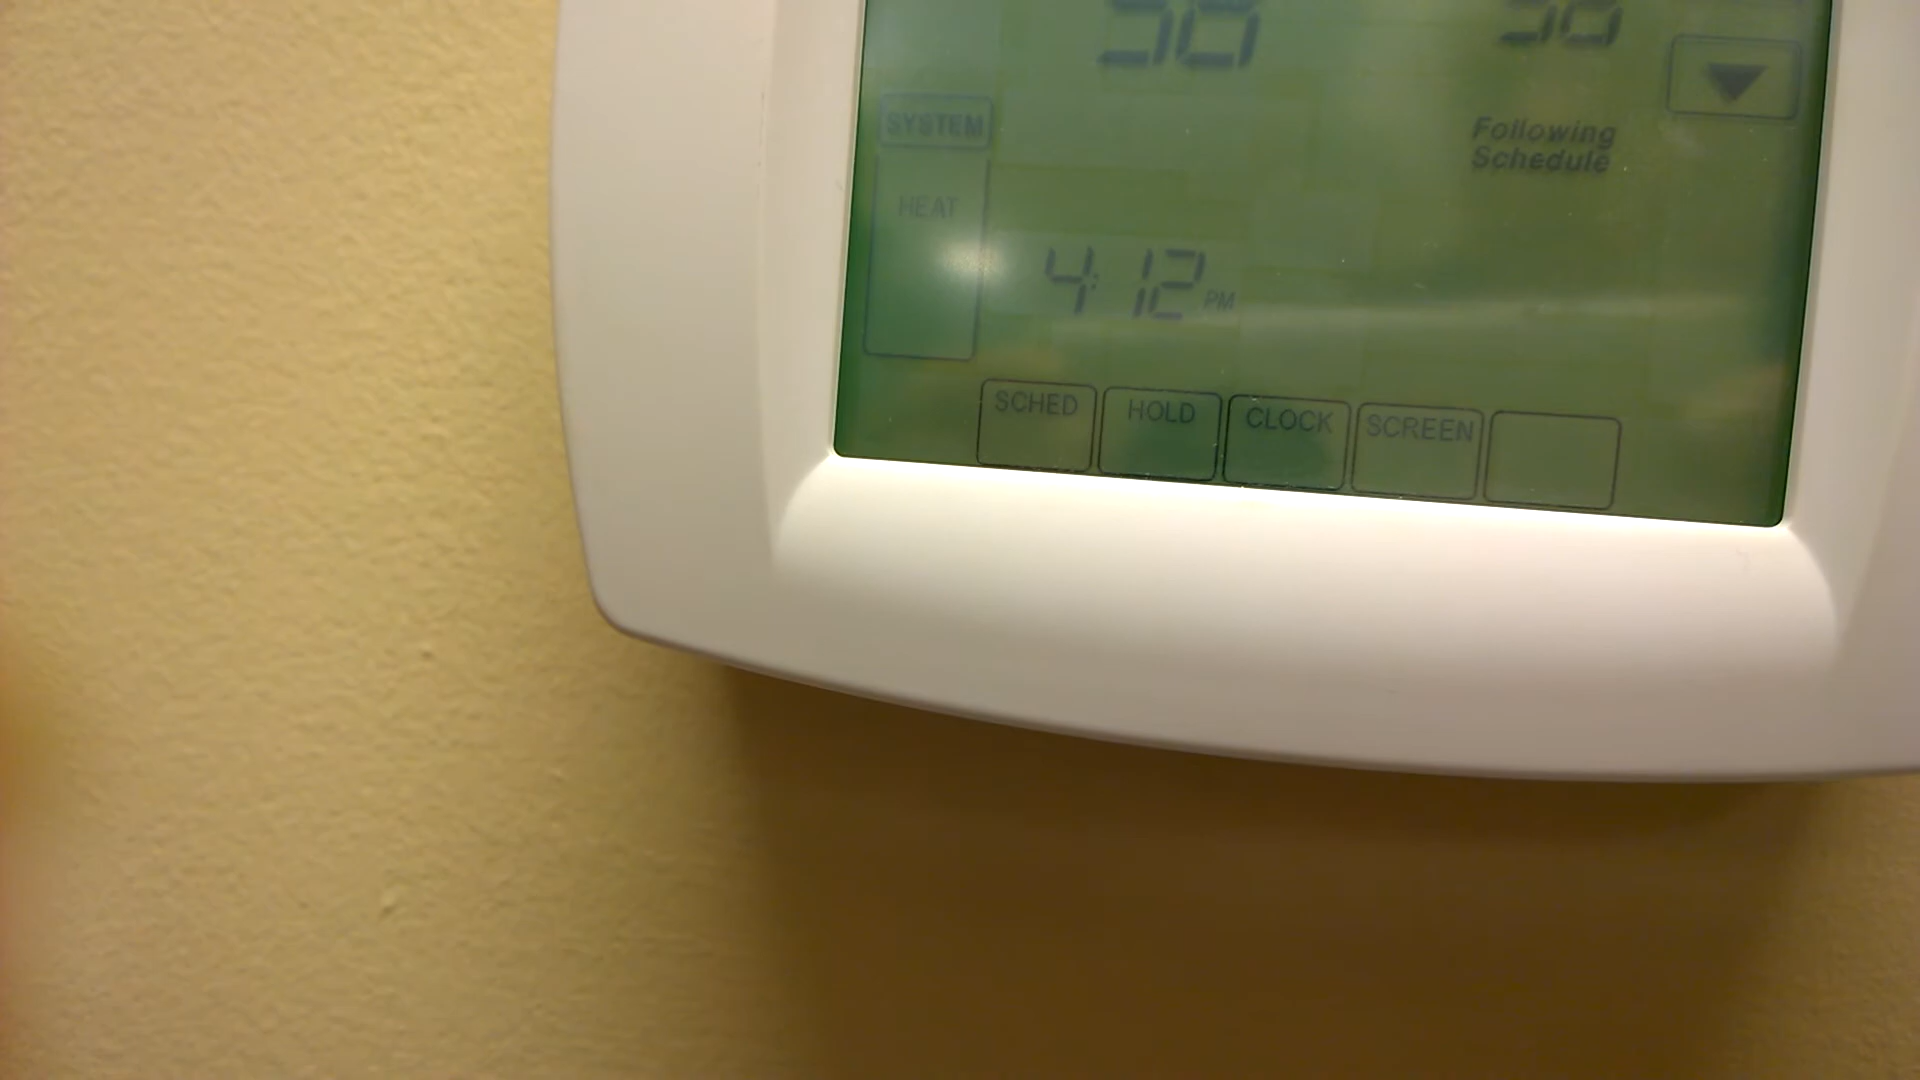 SYSTEM
Following
Schedule
HEAT
4:12 PM
SCHED
HOLD
CLOCK
SCREEN